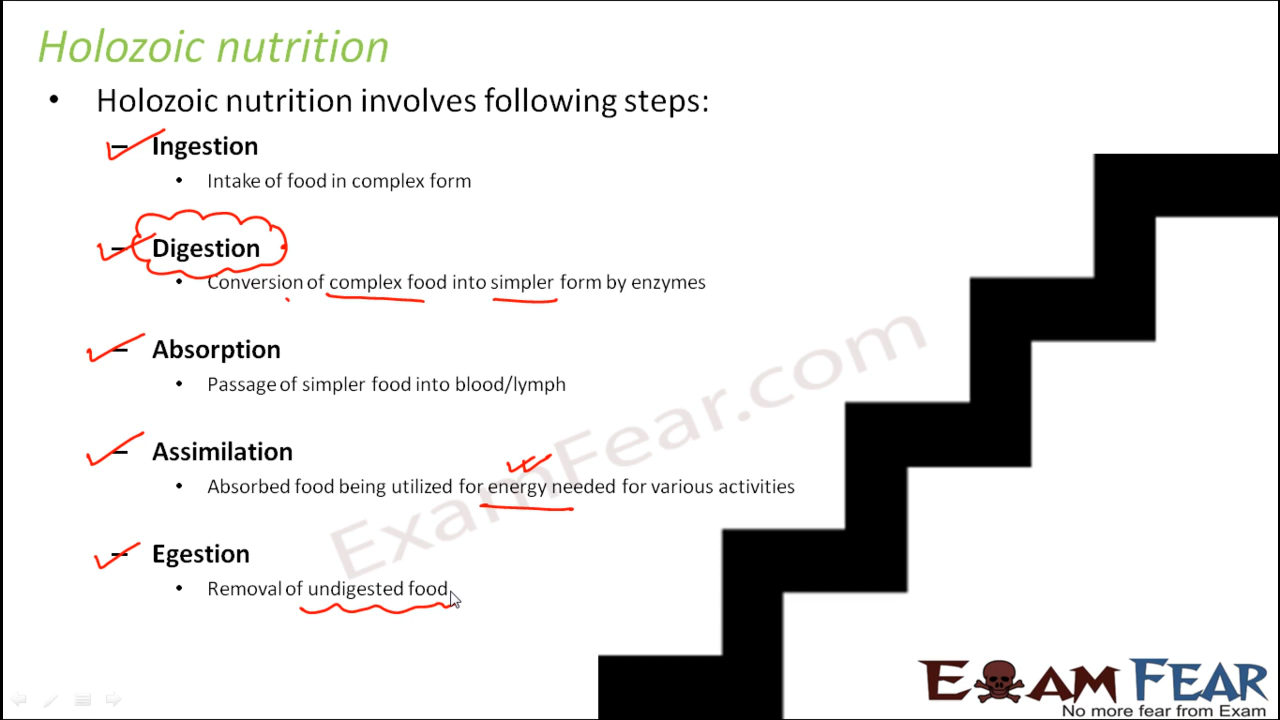 Holozoic nutrition
• Holozoic nutrition involves following steps:
– Ingestion
• Intake of food in complex form
– Digestion
• Conversion of complex food into simpler form by enzymes
– Absorption
• Passage of simpler food into blood/lymph
– Assimilation
• Absorbed food being utilized for energy needed for various activities
– Egestion
• Removal of undigested food
ExamFear.com
EXAM FEAR
No more fear from Exam